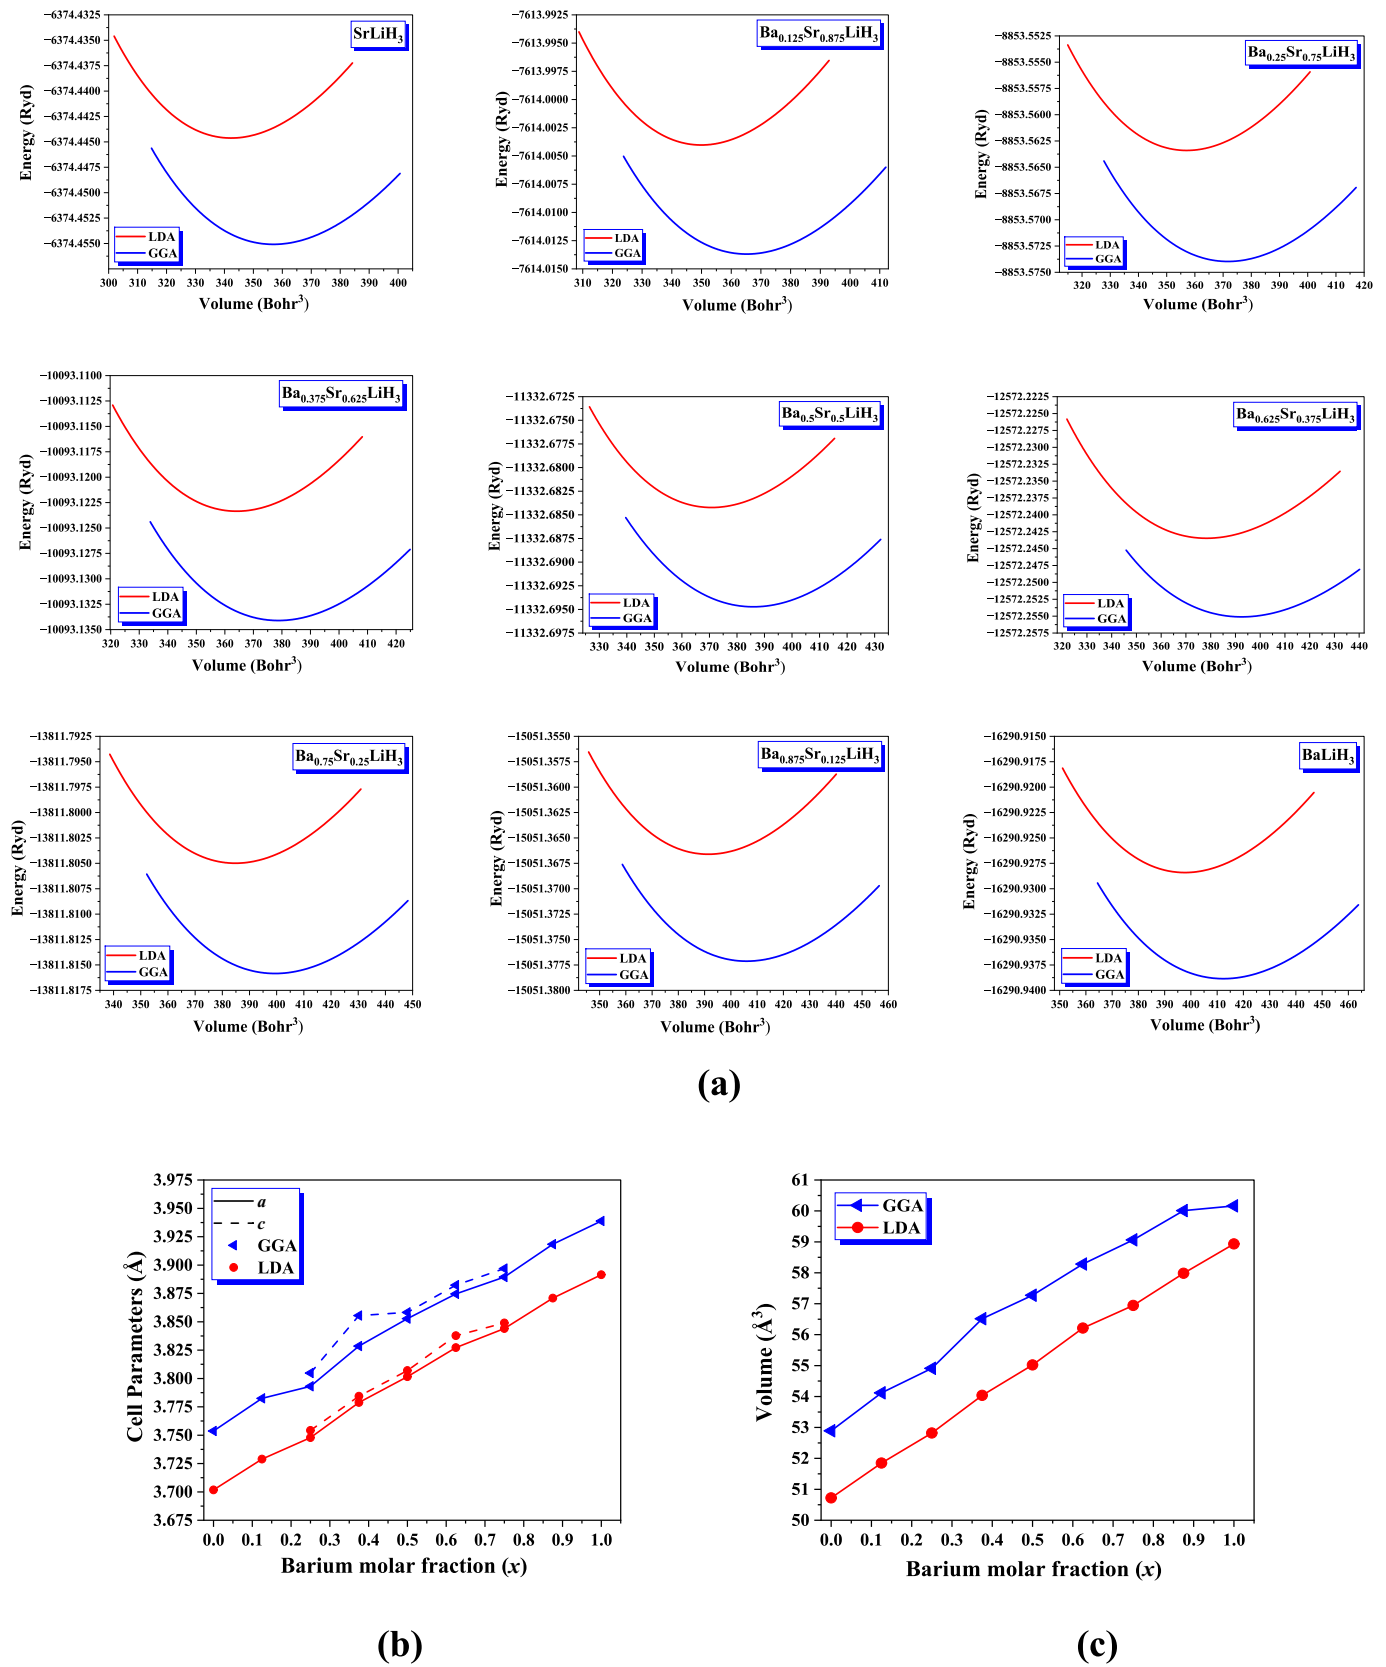 SrLiH3
Energy (Ryd)
−6374.4325
−6374.4350
−6374.4375
−6374.4400
−6374.4425
−6374.4450
−6374.4475
−6374.4500
−6374.4525
−6374.4550
LDA
GGA
300 310 320 330 340 350 360 370 380 390 400
Volume (Bohr3)
Ba0.125Sr0.875LiH3
Energy (Ryd)
−7613.9925
−7613.9950
−7613.9975
−7614.0000
−7614.0025
−7614.0050
−7614.0075
−7614.0100
−7614.0125
−7614.0150
LDA
GGA
310 320 330 340 350 360 370 380 390 400 410
Volume (Bohr3)
Ba0.25Sr0.75LiH3
Energy (Ryd)
−8853.5525
−8853.5550
−8853.5575
−8853.5600
−8853.5625
−8853.5650
−8853.5675
−8853.5700
−8853.5725
−8853.5750
LDA
GGA
320 330 340 350 360 370 380 390 400 410 420
Volume (Bohr3)
Ba0.375Sr0.625LiH3
Energy (Ryd)
−10093.1100
−10093.1125
−10093.1150
−10093.1175
−10093.1200
−10093.1225
−10093.1250
−10093.1275
−10093.1300
−10093.1325
−10093.1350
LDA
GGA
320 330 340 350 360 370 380 390 400 410 420
Volume (Bohr3)
Ba0.5Sr0.5LiH3
Energy (Ryd)
−11332.6725
−11332.6750
−11332.6775
−11332.6800
−11332.6825
−11332.6850
−11332.6875
−11332.6900
−11332.6925
−11332.6950
−11332.6975
LDA
GGA
330 340 350 360 370 380 390 400 410 420 430
Volume (Bohr3)
Ba0.625Sr0.375LiH3
Energy (Ryd)
−12572.2225
−12572.2250
−12572.2300
−12572.2325
−12572.2375
−12572.2400
−12572.2425
−12572.2450
−12572.2500
−12572.2550
−12572.2575
LDA
GGA
320 330 340 350 360 370 380 390 400 410 420 430 440
Volume (Bohr3)
Ba0.75Sr0.25LiH3
Energy (Ryd)
−13811.7925
−13811.7950
−13811.7975
−13811.8000
−13811.8025
−13811.8050
−13811.8075
−13811.8100
−13811.8125
−13811.8150
−13811.8175
LDA
GGA
340 350 360 370 380 390 400 410 420 430 440 450
Volume (Bohr3)
Ba0.875Sr0.125LiH3
Energy (Ryd)
−15051.3550
−15051.3575
−15051.3600
−15051.3625
−15051.3650
−15051.3675
−15051.3700
−15051.3725
−15051.3750
−15051.3775
−15051.3800
LDA
GGA
350 360 370 380 390 400 410 420 430 440 450 460
Volume (Bohr3)
BaLiH3
Energy (Ryd)
−16290.9150
−16290.9175
−16290.9200
−16290.9225
−16290.9250
−16290.9275
−16290.9300
−16290.9325
−16290.9350
−16290.9375
−16290.9400
LDA
GGA
350 360 370 380 390 400 410 420 430 440 450 460
Volume (Bohr3)
(a)
Cell Parameters (Å)
3.975
3.950
3.925
3.900
3.875
3.850
3.825
3.800
3.775
3.750
3.725
3.700
3.675
a
c
GGA
LDA
0.0 0.1 0.2 0.3 0.4 0.5 0.6 0.7 0.8 0.9 1.0
Barium molar fraction (x)
(b)
Volume (Å3)
61
60
59
58
57
56
55
54
53
52
51
50
GGA
LDA
0.0 0.1 0.2 0.3 0.4 0.5 0.6 0.7 0.8 0.9 1.0
Barium molar fraction (x)
(c)